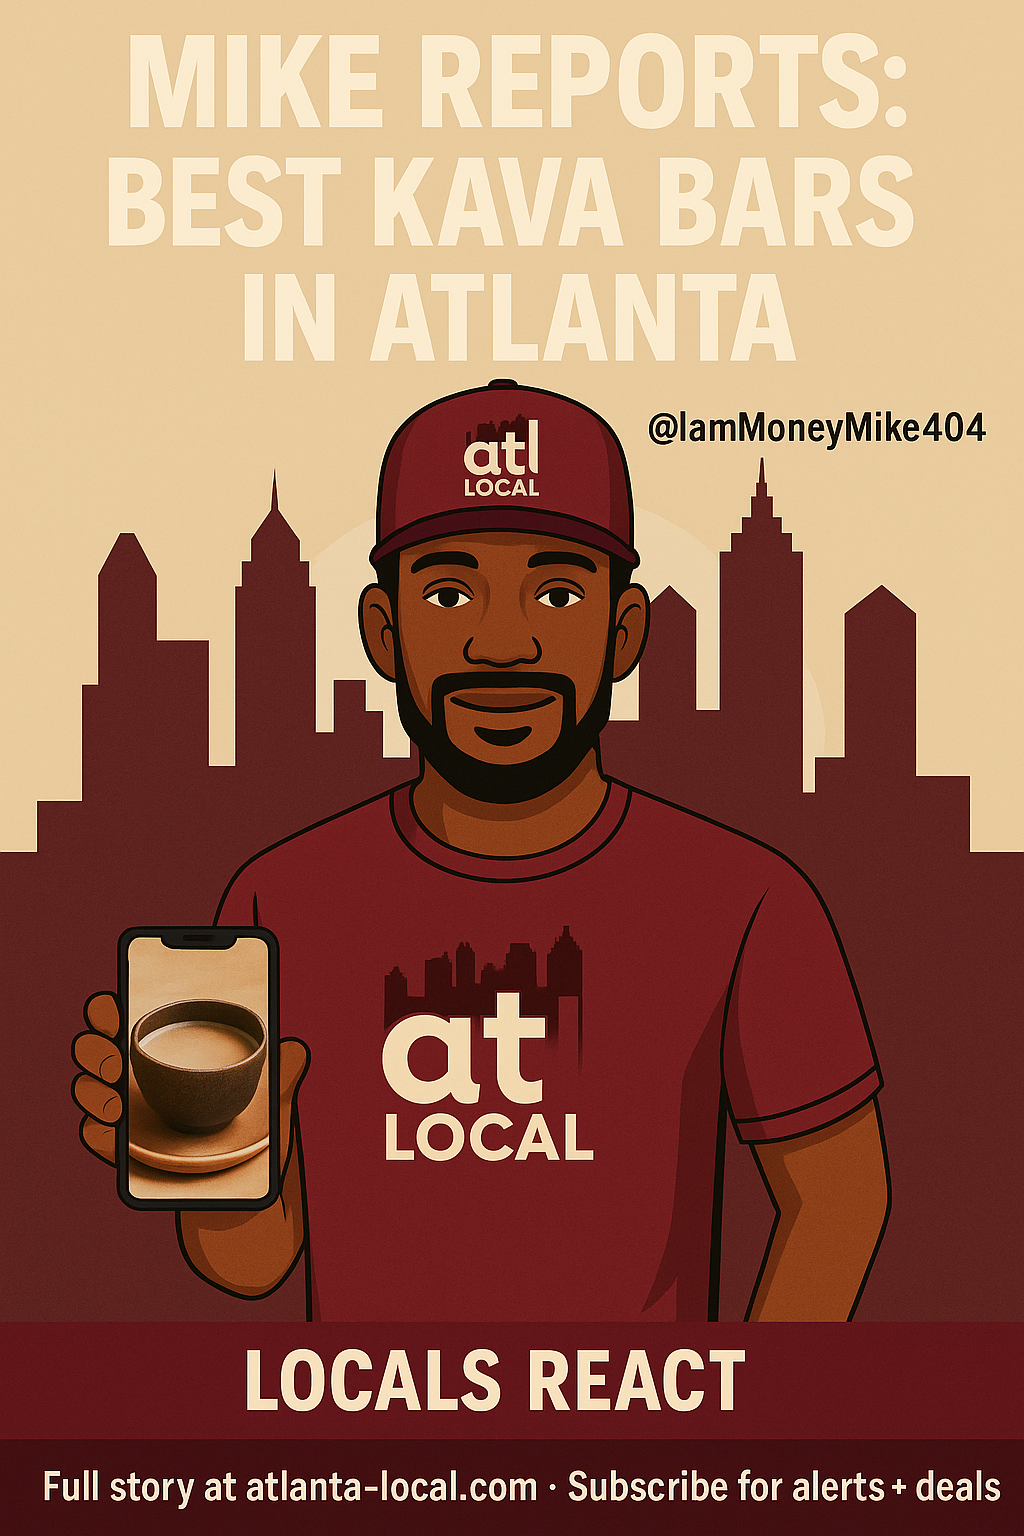 MIKE REPORTS:
BEST KAVA BARS
IN ATLANTA
@IamMoneyMike404
atl
LOCAL
at
LOCAL
LOCALS REACT
Full story at atlanta-local.com · Subscribe for alerts + deals